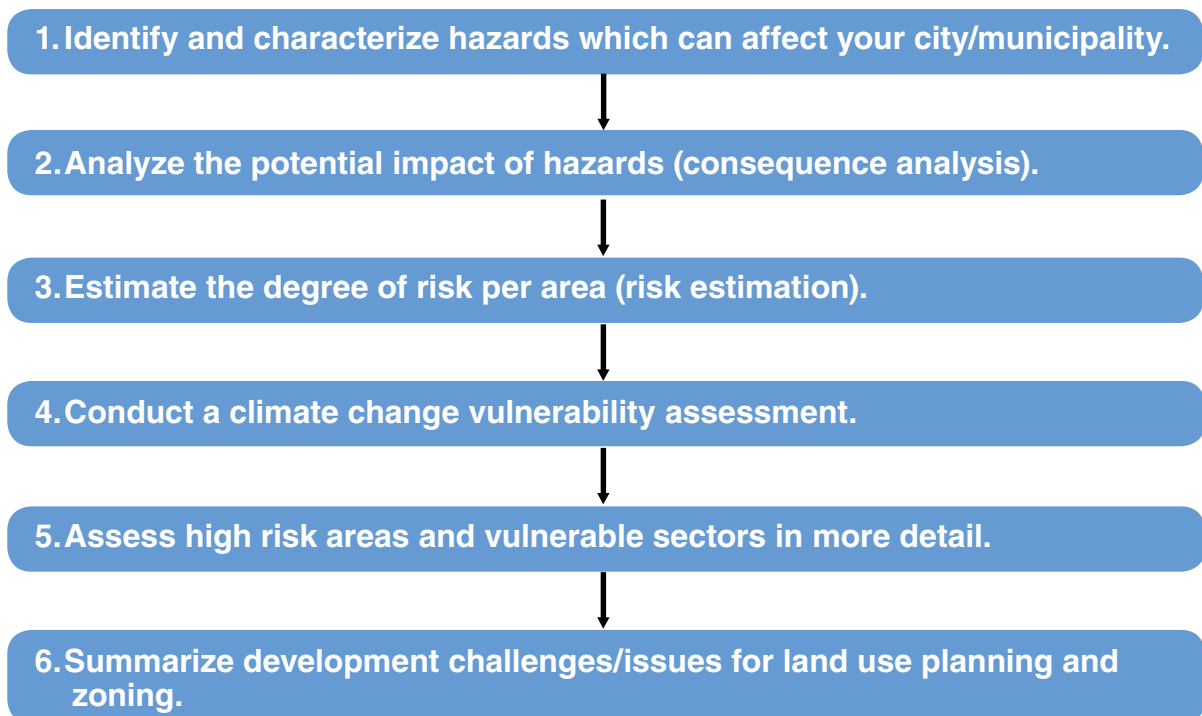 1. Identify and characterize hazards which can affect your city/municipality.
2. Analyze the potential impact of hazards (consequence analysis).
3. Estimate the degree of risk per area (risk estimation).
4. Conduct a climate change vulnerability assessment.
5. Assess high risk areas and vulnerable sectors in more detail.
6. Summarize development challenges/issues for land use planning and
zoning.